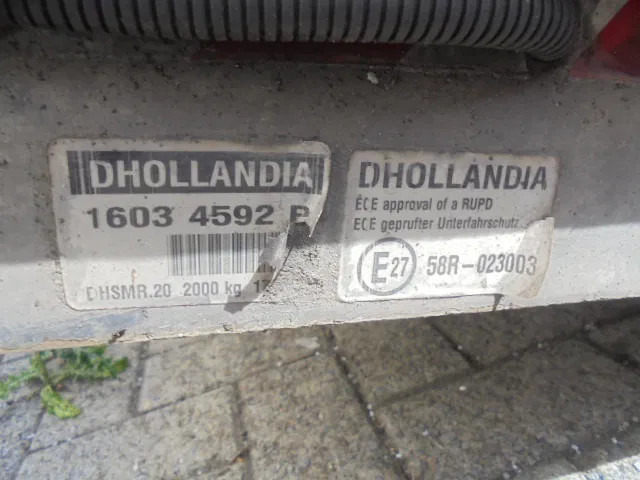 DHOLLANDIA
1603 4592
DHSMR.20 2000 kg
DHOLLANDIA
ECE approval of a RUPD
ECE geprufter Unterfahrschutz
E27 58R-023003